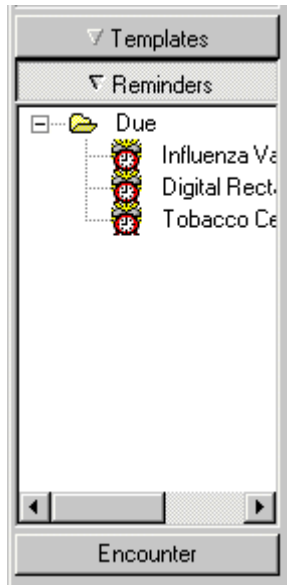 Templates
Reminders
Due
Influenza Va
Digital Rect
Tobacco Ce
Encounter